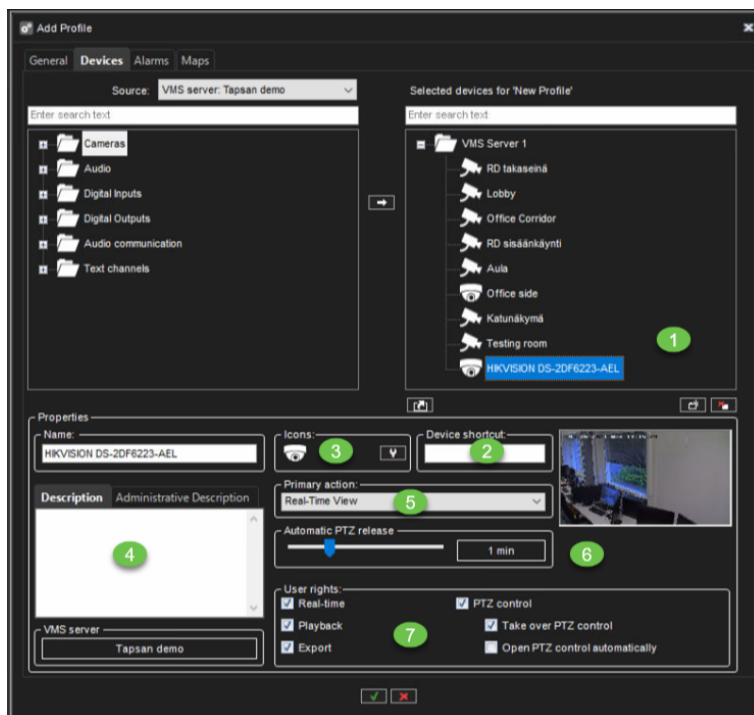 Add Profile
General Devices Alarms Maps
Source: VMS server: Tapsan demo
Selected devices for 'New Profile'
Enter search text
Enter search text
Cameras
Audio
Digital Inputs
Digital Outputs
Audio communication
Text channels
VMS Server 1
RD takaseinä
Lobby
Office Corridor
RD sisäänkäynti
Aula
Office side
Katunäkymä
Testing room
HIKVISION DS-2DF6223-AEL
1
Properties
Name:
HIKVISION DS-2DF6223-AEL
Icons:
3
Device shortcut:
2
Description Administrative Description
4
Primary action:
Real-Time View
5
Automatic PTZ release
1 min
6
User rights:
Real-time
Playback
Export
PTZ control
Take over PTZ control
Open PTZ control automatically
7
VMS server
Tapsan demo